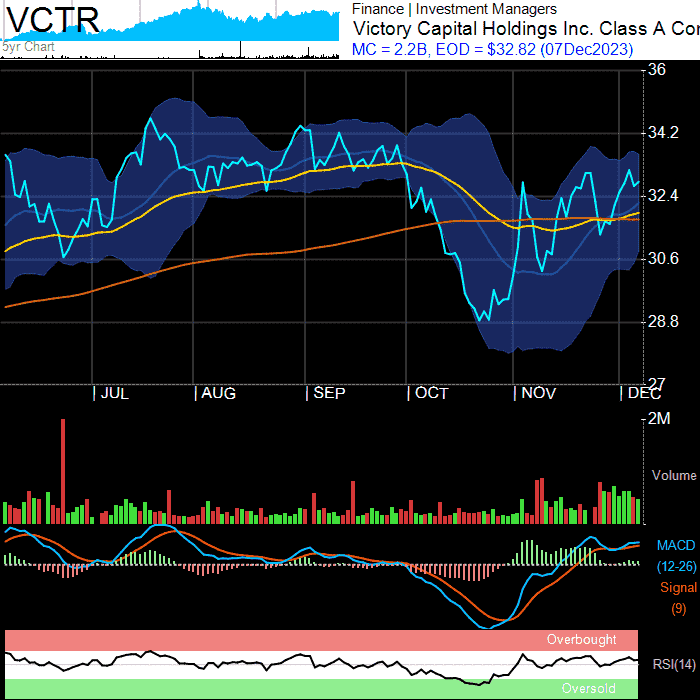 VCTR
5yr Chart
Finance | Investment Managers
Victory Capital Holdings Inc. Class A Cor
MC = 2.2B, EOD = $32.82 (07Dec2023)
36
34.2
32.4
30.6
28.8
27
JUL AUG SEP OCT NOV DEC
2M
Volume
MACD
(12-26)
Signal
(9)
Overbought
RSI(14)
Oversold